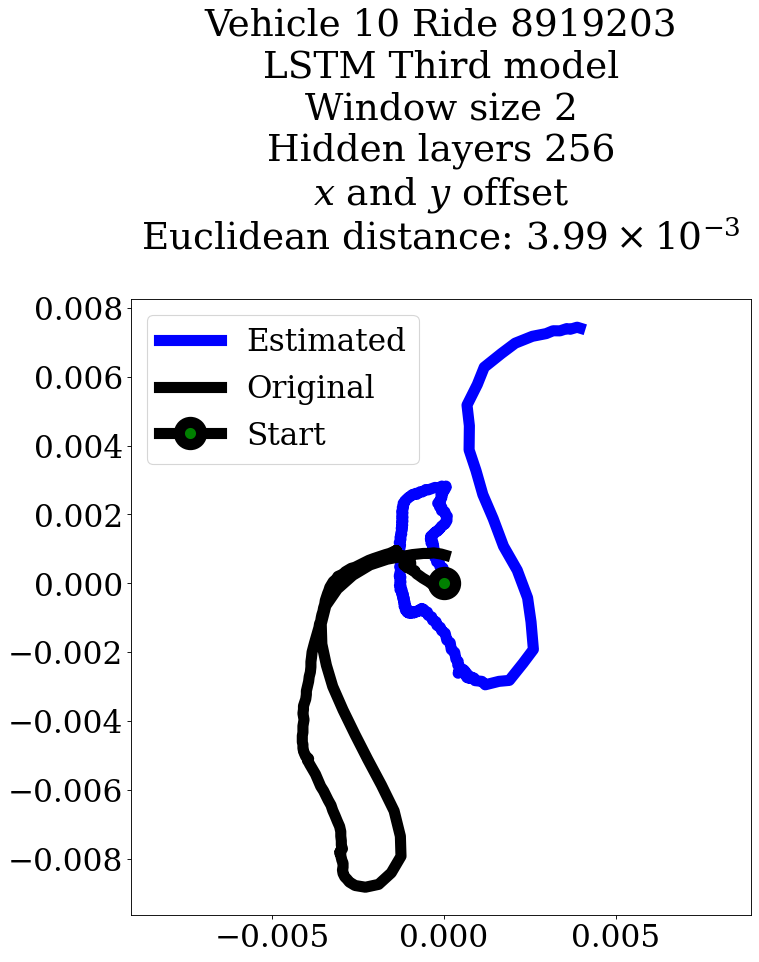 Vehicle 10 Ride 8919203
LSTM Third model
Window size 2
Hidden layers 256
x and y offset
Euclidean distance: 3.99 × 10⁻³
0.008
Estimated
0.006
Original
Start
0.004
0.002
0.000
−0.002
−0.004
−0.006
−0.008
−0.005 0.000 0.005